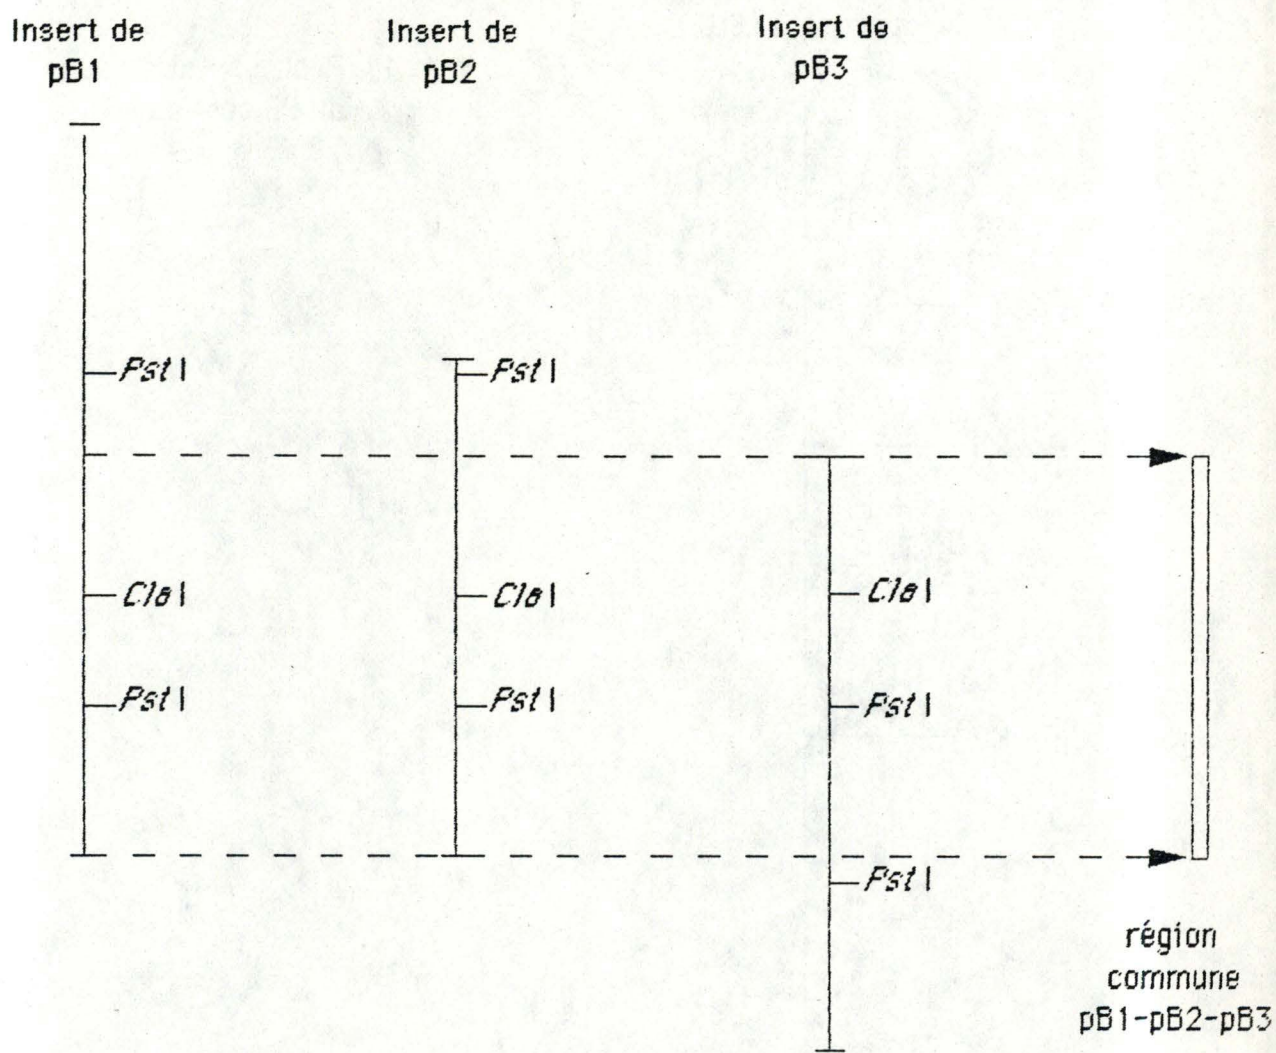 Insert de
pB1
Insert de
pB2
Insert de
pB3
PstI
PstI
ClaI
ClaI
ClaI
PstI
PstI
PstI
PstI
région
commune
pB1-pB2-pB3